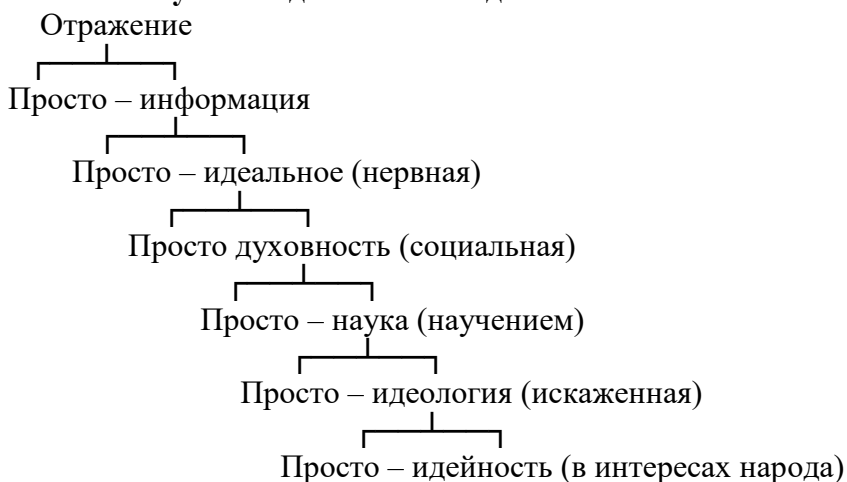 Отражение
Просто – информация
Просто – идеальное (нервная)
Просто духовность (социальная)
Просто – наука (научением)
Просто – идеология (искаженная)
Просто – идейность (в интересах народа)